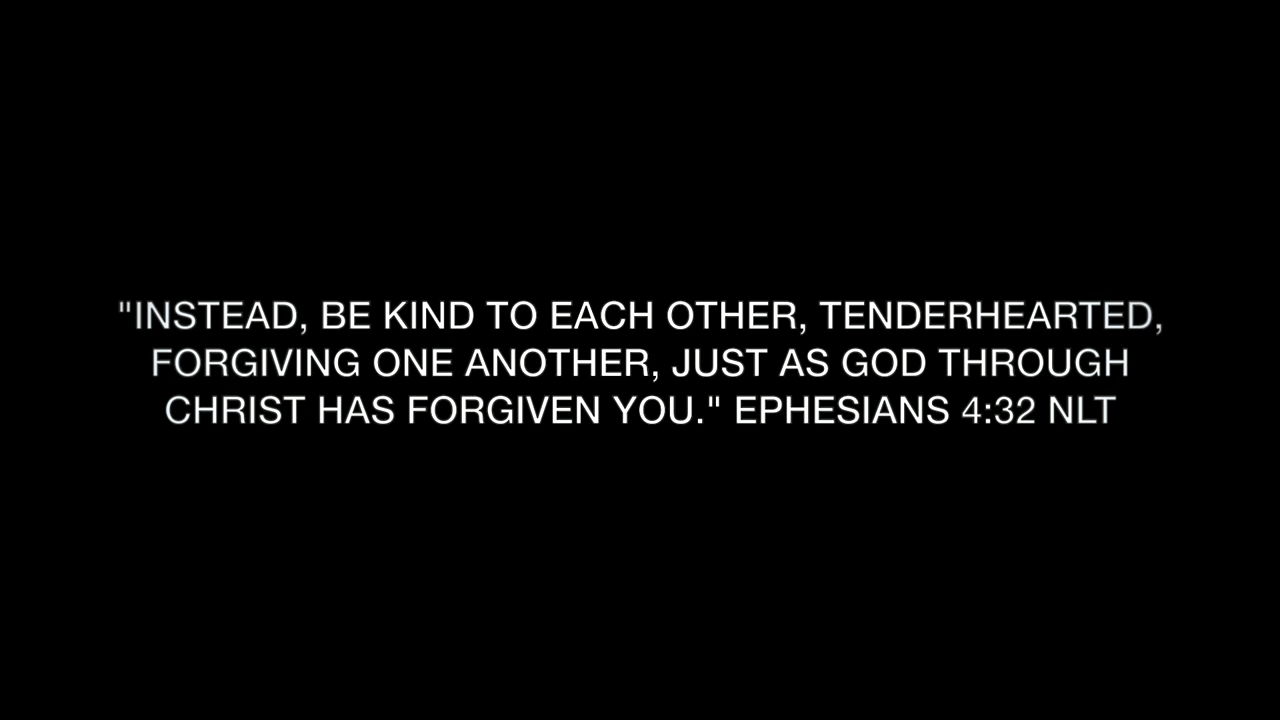 "INSTEAD, BE KIND TO EACH OTHER, TENDERHEARTED,
FORGIVING ONE ANOTHER, JUST AS GOD THROUGH
CHRIST HAS FORGIVEN YOU." EPHESIANS 4:32 NLT